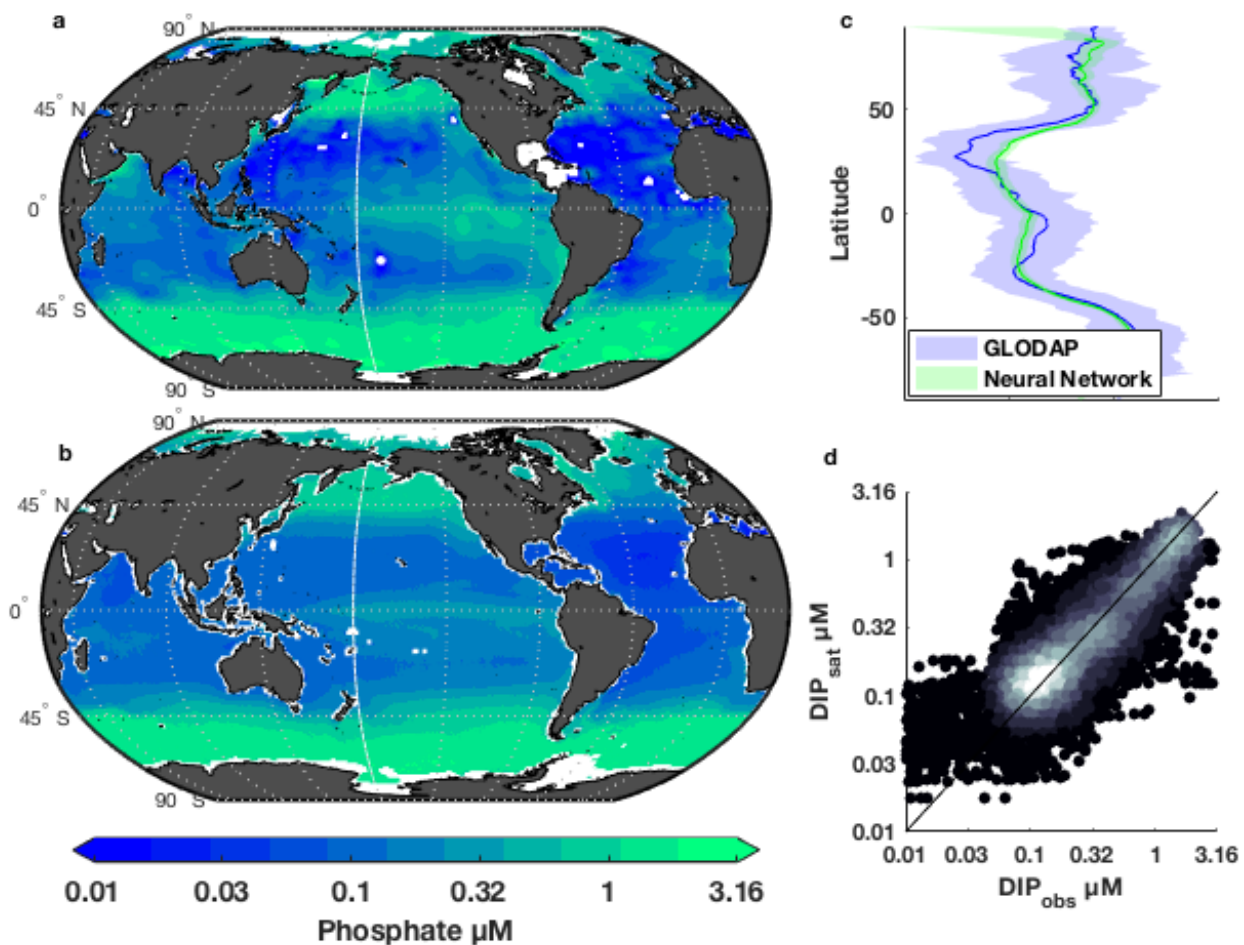 a
90° N
45° N
0°
45° S
90° S
b
90° N
45° N
0°
45° S
90° S
0.01 0.03 0.1 0.32 1 3.16
Phosphate µM
c
50
0
-50
Latitude
GLODAP
Neural Network
d
3.16
1
0.32
0.1
0.03
0.01
DIPsat µM
0.01 0.03 0.1 0.32 1 3.16
DIPobs µM